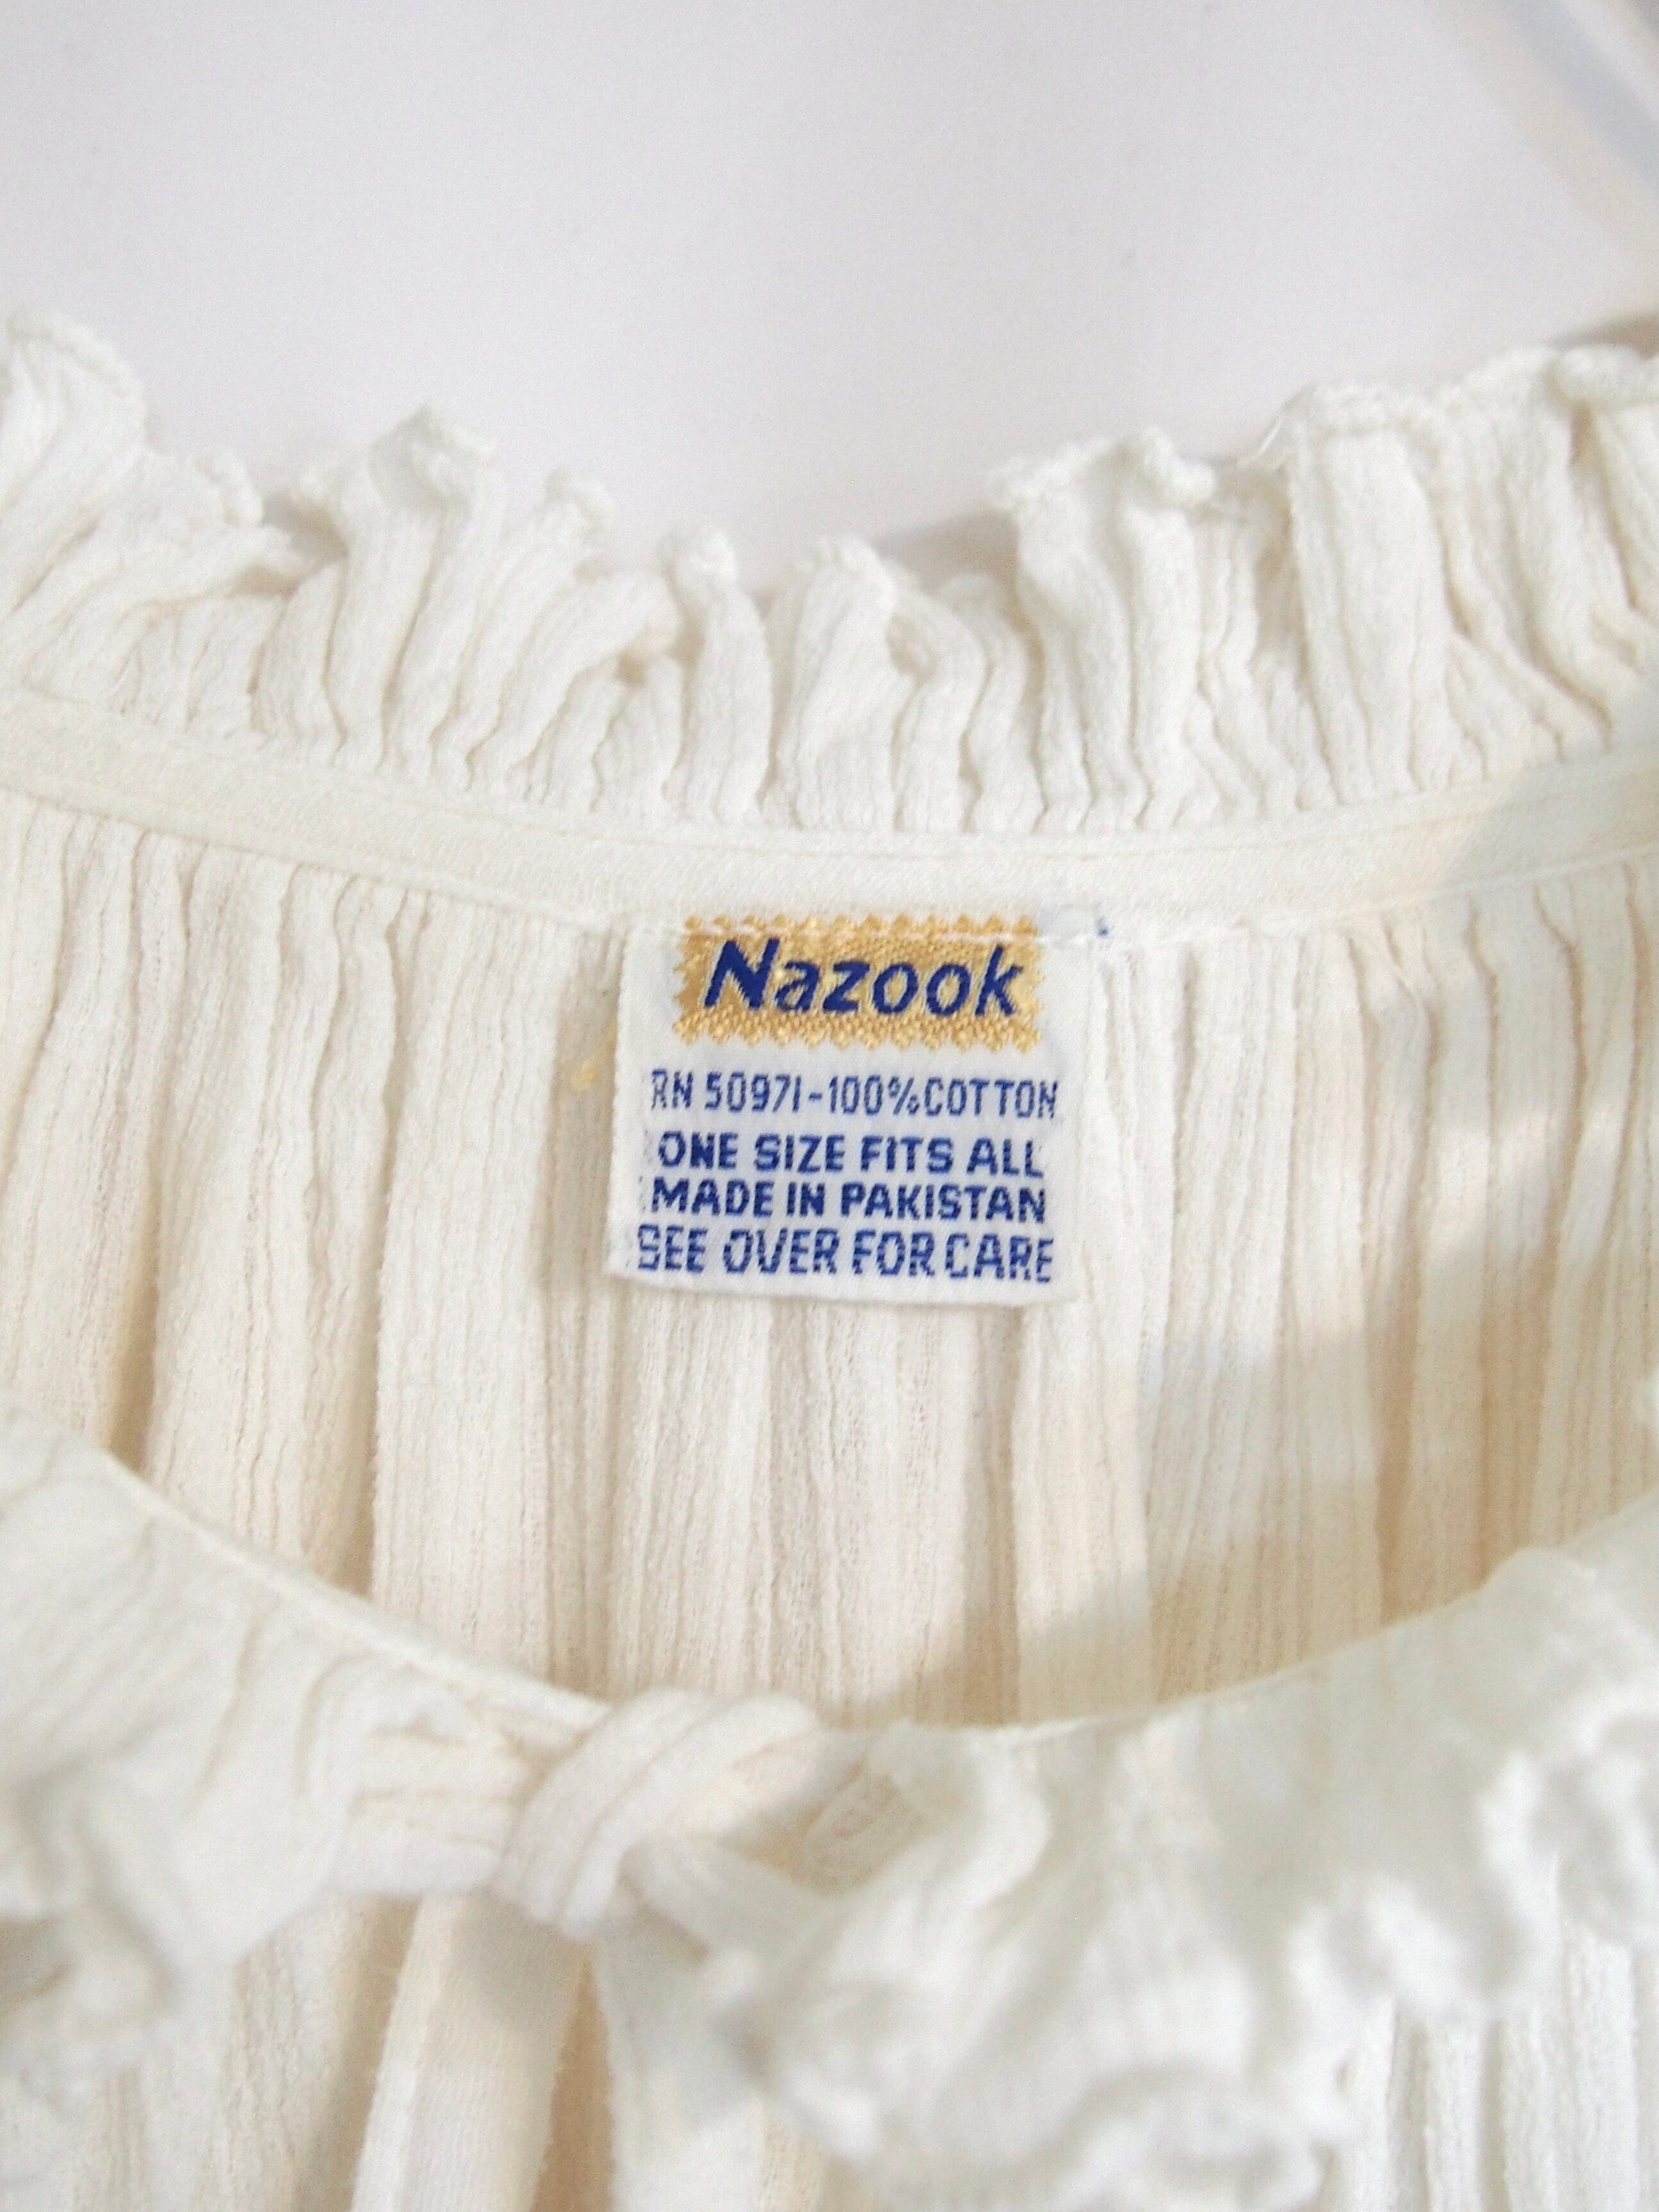 Nazook
RN 50971-100%COTTON
ONE SIZE FITS ALL
MADE IN PAKISTAN
SEE OVER FOR CARE